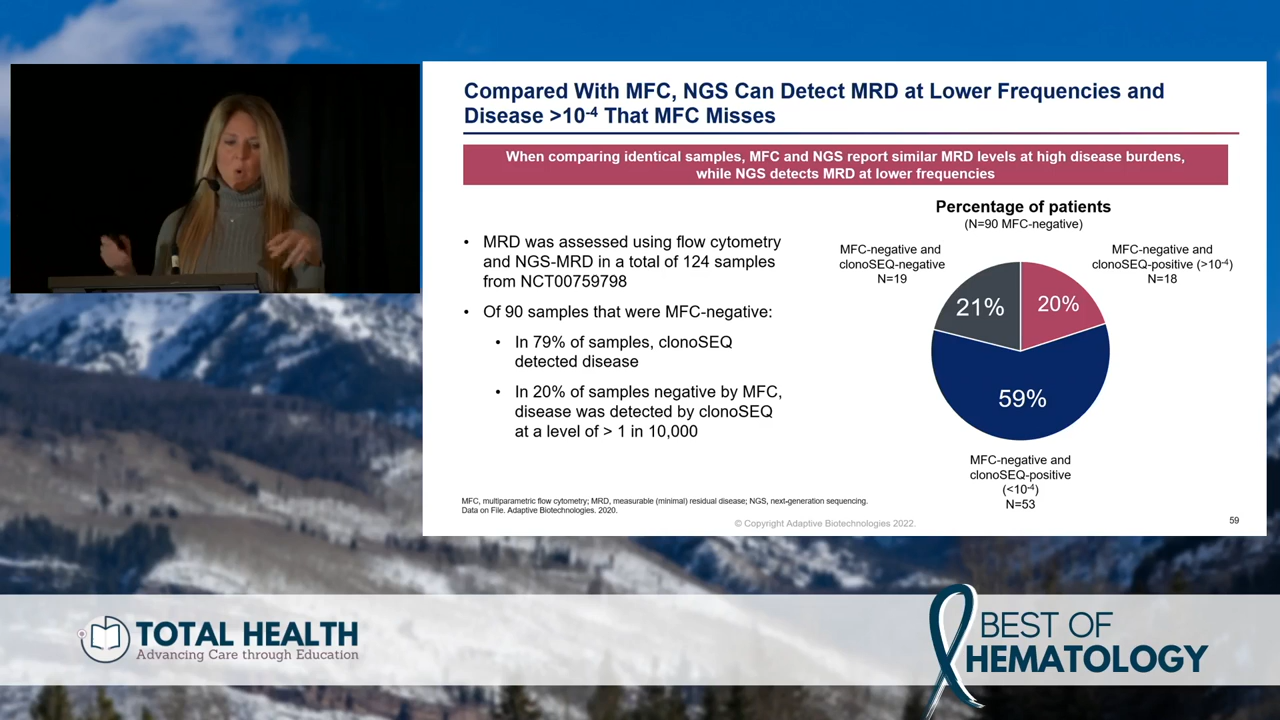 Compared With MFC, NGS Can Detect MRD at Lower Frequencies and
Disease >10-4 That MFC Misses
When comparing identical samples, MFC and NGS report similar MRD levels at high disease burdens,
while NGS detects MRD at lower frequencies
• MRD was assessed using flow cytometry
and NGS-MRD in a total of 124 samples
from NCT00759798
• Of 90 samples that were MFC-negative:
• In 79% of samples, clonoSEQ
detected disease
• In 20% of samples negative by MFC,
disease was detected by clonoSEQ
at a level of > 1 in 10,000
Percentage of patients
(N=90 MFC-negative)
MFC-negative and
clonoSEQ-negative
N=19
MFC-negative and
clonoSEQ-positive (>10-4)
N=18
21%
20%
59%
MFC-negative and
clonoSEQ-positive
(<10-4)
N=53
MFC, multiparametric flow cytometry; MRD, measurable (minimal) residual disease; NGS, next-generation sequencing.
Data on File. Adaptive Biotechnologies. 2020.
© Copyright Adaptive Biotechnologies 2022.
59
TOTAL HEALTH
Advancing Care through Education
BEST OF
HEMATOLOGY